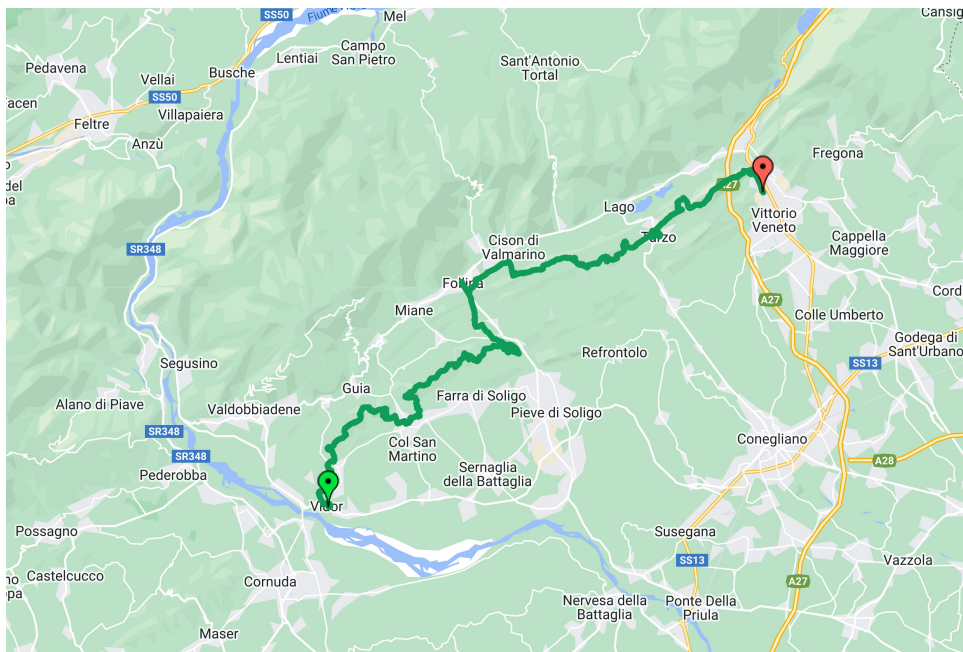 SS50
Mel
Cansig
Campo
San Pietro
Lentiai
Sant'Antonio
Tortal
Pedavena
Vellai
Busche
SS50
Villapaiera
Feltre
Anzù
Fregona
A27
Lago
Vittorio
Veneto
Cison di
Valmarino
Cappella
Maggiore
SR348
Follina
A27
Cord
Miane
Colle Umberto
Godega di
Sant'Urbano
Refrontolo
Segusino
SS13
Guia
Farra di Soligo
Alano di Piave
Valdobbiadene
Pieve di Soligo
SR348
Col San
Martino
Conegliano
SR348
A28
Pederobba
Sernaglia
della Battaglia
Vidor
Possagno
Susegana
SS13
Vazzola
Castelcucco
Cornuda
A27
Nervesa della
Battaglia
Ponte Della
Priula
Maser